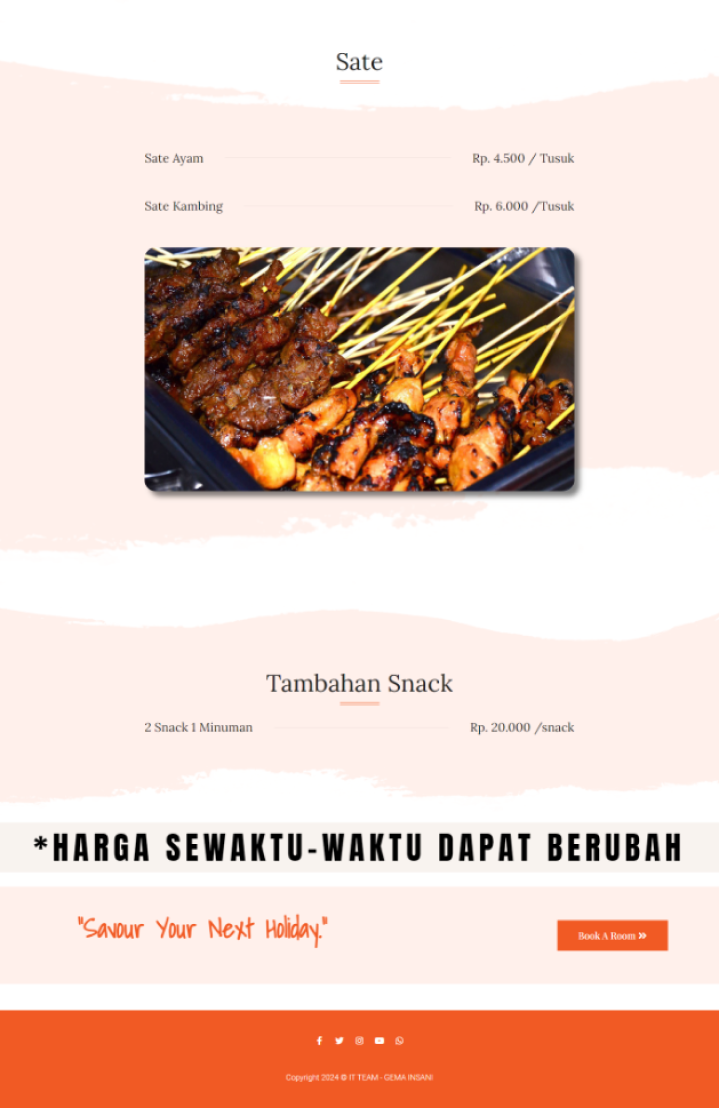 Sate
Sate Ayam Rp. 4.500 / Tusuk
Sate Kambing Rp. 6.000 /Tusuk
Tambahan Snack
2 Snack 1 Minuman Rp. 20.000 /snack
*HARGA SEWAKTU-WAKTU DAPAT BERUBAH
"Savour Your Next Holiday."
Book A Room »
Copyright 2024 © IT TEAM - GEMA INSANI